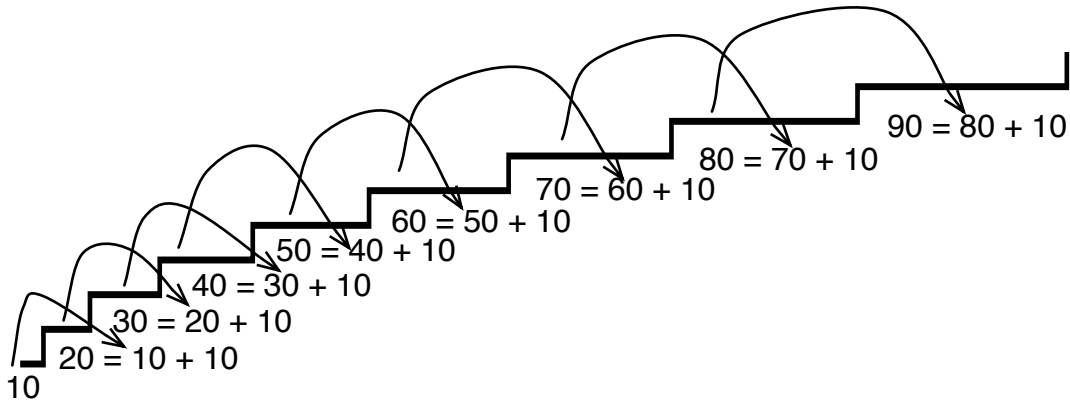 90 = 80 + 10
80 = 70 + 10
70 = 60 + 10
60 = 50 + 10
50 = 40 + 10
40 = 30 + 10
30 = 20 + 10
20 = 10 + 10
10